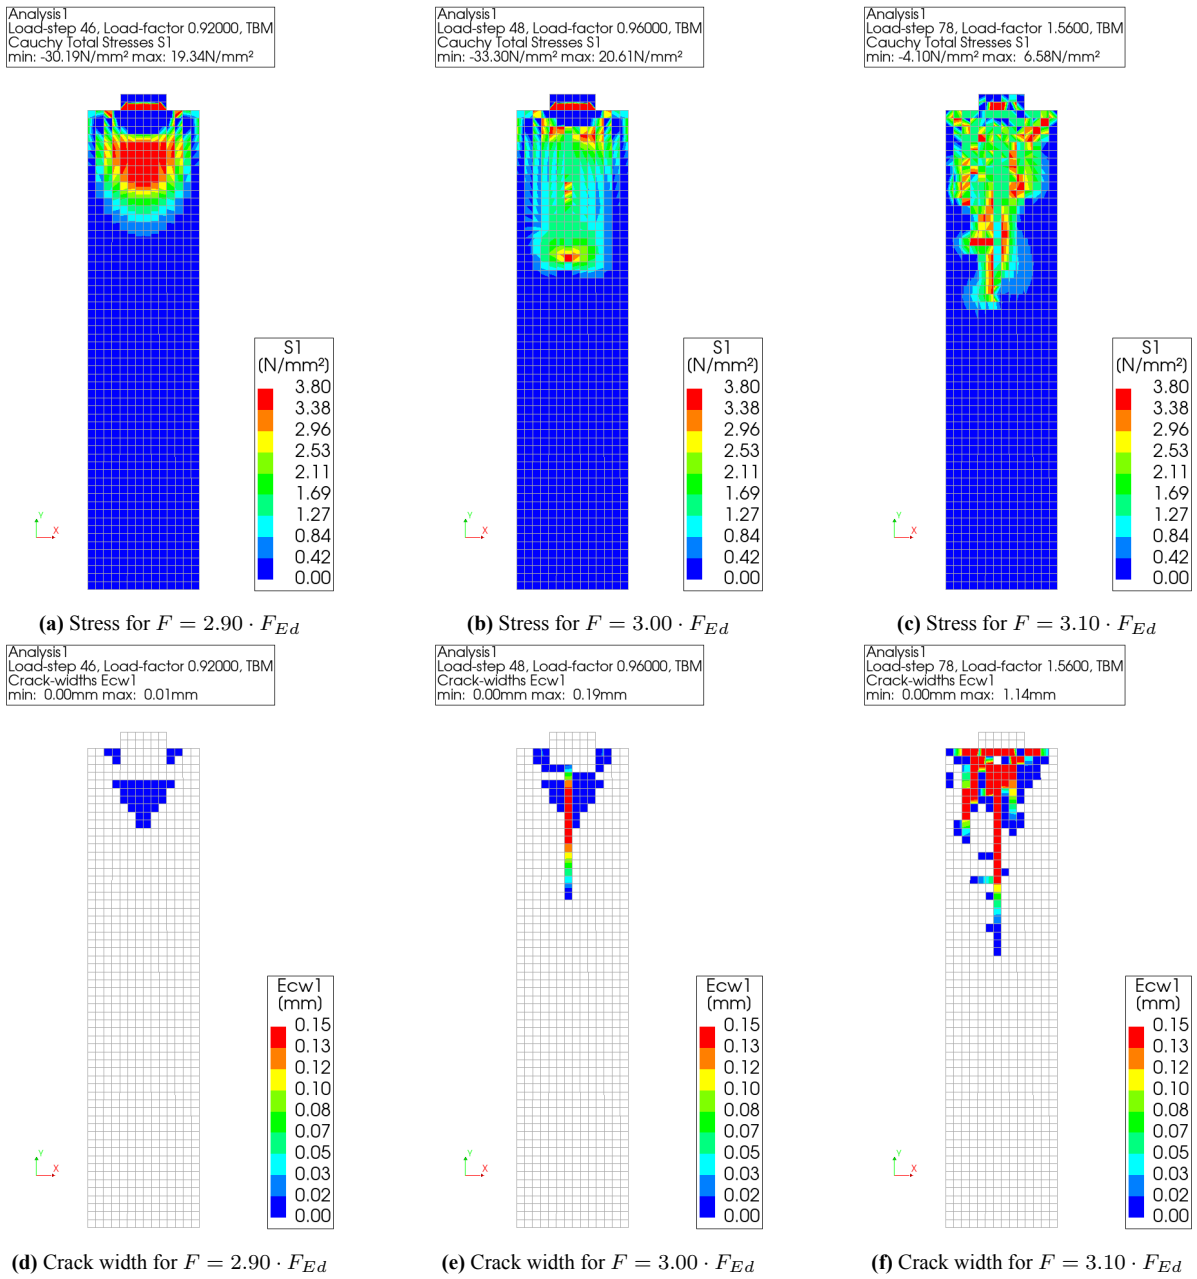 Analysis1
Load-step 46, Load-factor 0.92000, TBM
Cauchy Total Stresses S1
min: -30.19N/mm² max: 19.34N/mm²
Analysis1
Load-step 48, Load-factor 0.96000, TBM
Cauchy Total Stresses S1
min: -33.30N/mm² max: 20.61N/mm²
Analysis1
Load-step 78, Load-factor 1.5600, TBM
Cauchy Total Stresses S1
min: -4.10N/mm² max: 6.58N/mm²
S1
(N/mm²)
3.80
3.38
2.96
2.53
2.11
1.69
1.27
0.84
0.42
0.00
Y
X
S1
(N/mm²)
3.80
3.38
2.96
2.53
2.11
1.69
1.27
0.84
0.42
0.00
Y
X
S1
(N/mm²)
3.80
3.38
2.96
2.53
2.11
1.69
1.27
0.84
0.42
0.00
Y
X
(a) Stress for F = 2.90 · F_Ed
(b) Stress for F = 3.00 · F_Ed
(c) Stress for F = 3.10 · F_Ed
Analysis1
Load-step 46, Load-factor 0.92000, TBM
Crack-widths Ecw1
min: 0.00mm max: 0.01mm
Analysis1
Load-step 48, Load-factor 0.96000, TBM
Crack-widths Ecw1
min: 0.00mm max: 0.19mm
Analysis1
Load-step 78, Load-factor 1.5600, TBM
Crack-widths Ecw1
min: 0.00mm max: 1.14mm
Ecw1
(mm)
0.15
0.13
0.12
0.10
0.08
0.07
0.05
0.03
0.02
0.00
Y
X
Ecw1
(mm)
0.15
0.13
0.12
0.10
0.08
0.07
0.05
0.03
0.02
0.00
Y
X
Ecw1
(mm)
0.15
0.13
0.12
0.10
0.08
0.07
0.05
0.03
0.02
0.00
Y
X
(d) Crack width for F = 2.90 · F_Ed
(e) Crack width for F = 3.00 · F_Ed
(f) Crack width for F = 3.10 · F_Ed